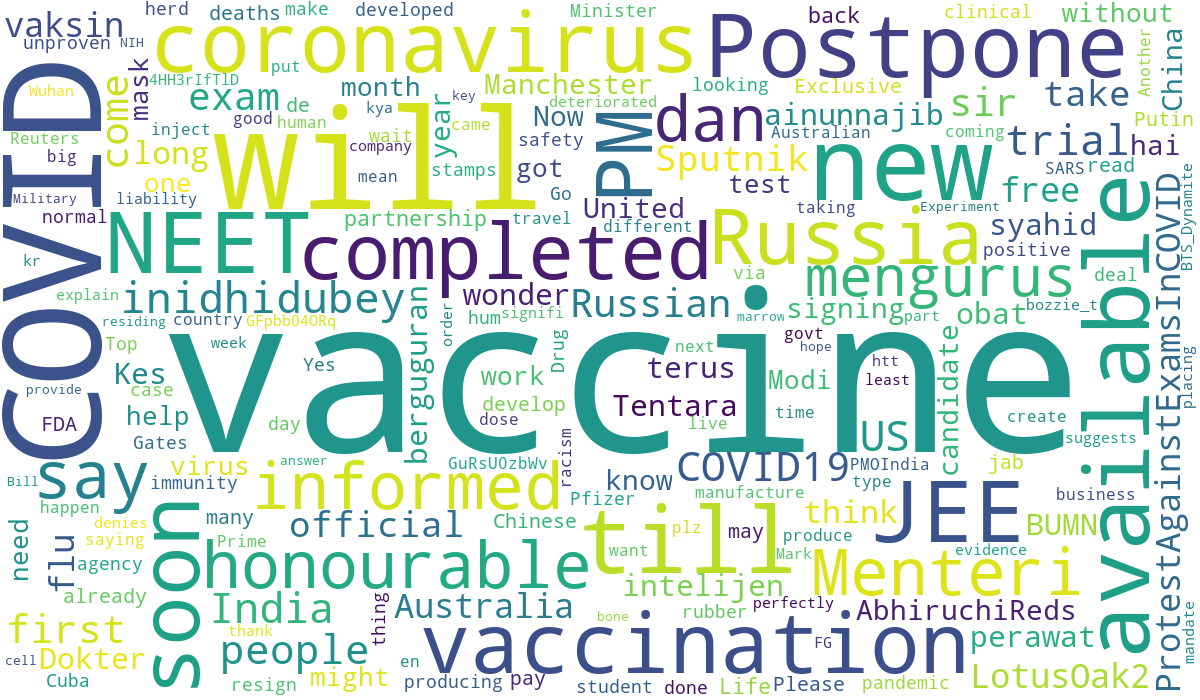 vaccine
COVID
coronavirus
Postpone
will
new
completed
vaccination
available
NEET
Russia
till
JEE
soon
PM
dan
informed
honourable
Menteri
mengurus
say
inidhidubey
COVID19
Sputnik
India
people
official
Australia
Russian
US
first
trial
exam
come
sir
flu
syahid
obat
free
take
vaksin
ainunnajib
long
one
month
Manchester
year
mask
Now
got
United
partnership
wonder
signing
hai
China
without
ProtestAgainstExamsInCOVID
LotusOak2
AbhiruchiReds
perawat
BUMN
think
intelijen
know
Tentara
terus
work
Modi
candidate
berguguran
Kes
help
virus
need
Dokter
might
herd
deaths
make
developed
Minister
back
clinical
unproven
NIH
4HH3rIfTlD
put
de
human
good
kya
key
wait
came
company
mean
stamps
deteriorated
looking
Exclusive
Australian
coming
Another
Putin
SARS
read
Wuhan
Reuters
big
Military
inject
liability
normal
safety
Go
travel
different
test
taking
Experiment
positive
BTS_Dynamite
kr
explain
residing
country
GFpbbO4ORq
week
Top
case
Yes
day
provide
FDA
Gates
Bill
immunity
answer
hum
signifi
order
Drug
develop
dose
via
marrow
part
next
govt
hope
htt
least
time
live
bozzie_t
deal
placing
create
suggests
GuRsUOzbWv
racism
Pfizer
manufacture
PMOIndia
type
jab
business
happen
denies
saying
agency
already
many
Prime
Chinese
want
plz
may
Mark
produce
evidence
thing
rubber
perfectly
bone
FG
thank
cell
Cuba
resign
en
producing
pay
student
done
Life
Please
pandemic
mandate